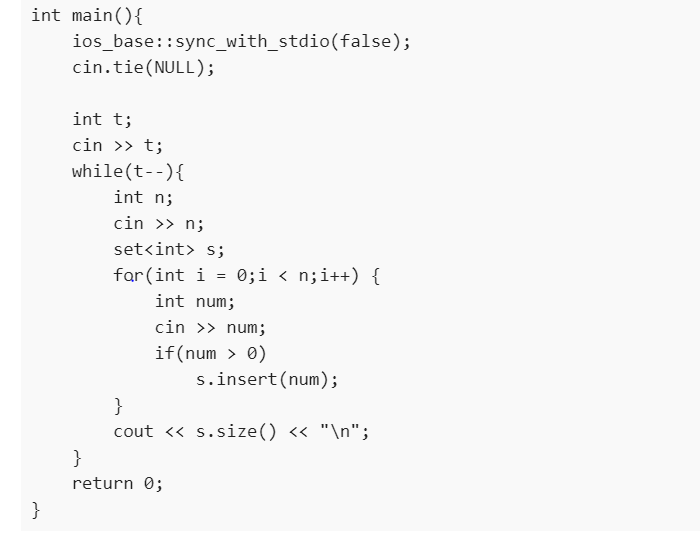 int main(){
    ios_base::sync_with_stdio(false);
    cin.tie(NULL);

    int t;
    cin >> t;
    while(t--){
        int n;
        cin >> n;
        set<int> s;
        for(int i = 0;i < n;i++) {
            int num;
            cin >> num;
            if(num > 0)
                s.insert(num);
        }
        cout << s.size() << "\n";
    }
    return 0;
}